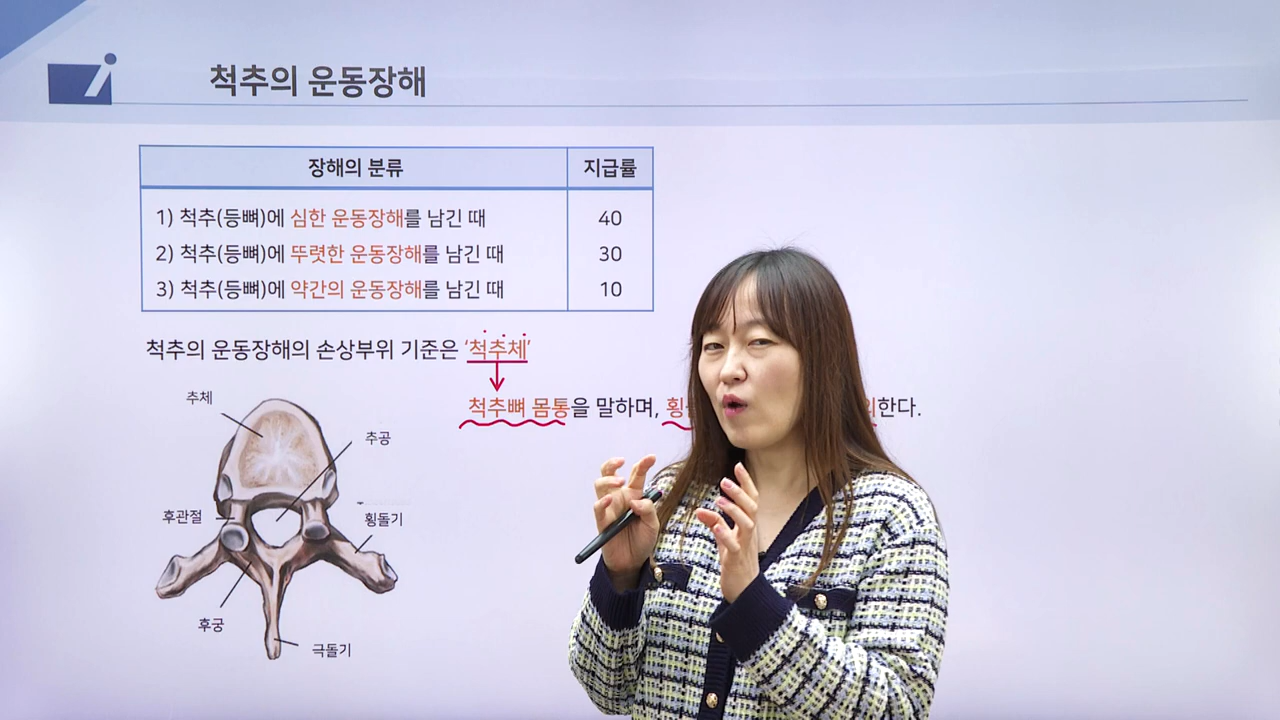 척추의 운동장해
장해의 분류 지급률
1) 척추(등뼈)에 심한 운동장해를 남긴 때 40
2) 척추(등뼈)에 뚜렷한 운동장해를 남긴 때 30
3) 척추(등뼈)에 약간의 운동장해를 남긴 때 10
척추의 운동장해의 손상부위 기준은 ‘척추체’
척추뼈 몸통을 말하며, 한다.
추체
추공
후관절
횡돌기
후궁
극돌기